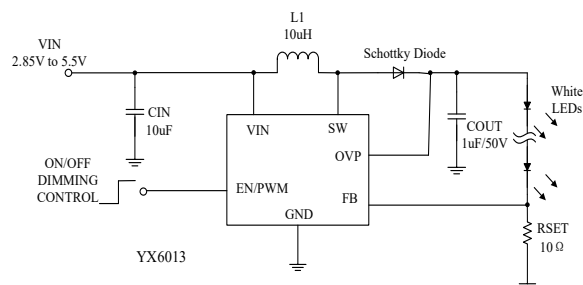 L1
10uH
VIN
2.85V to 5.5V
Schottky Diode
CIN
10uF
VIN
SW
OVP
COUT
1uF/50V
White
LEDs
ON/OFF
DIMMING
CONTROL
EN/PWM
FB
GND
RSET
10Ω
YX6013